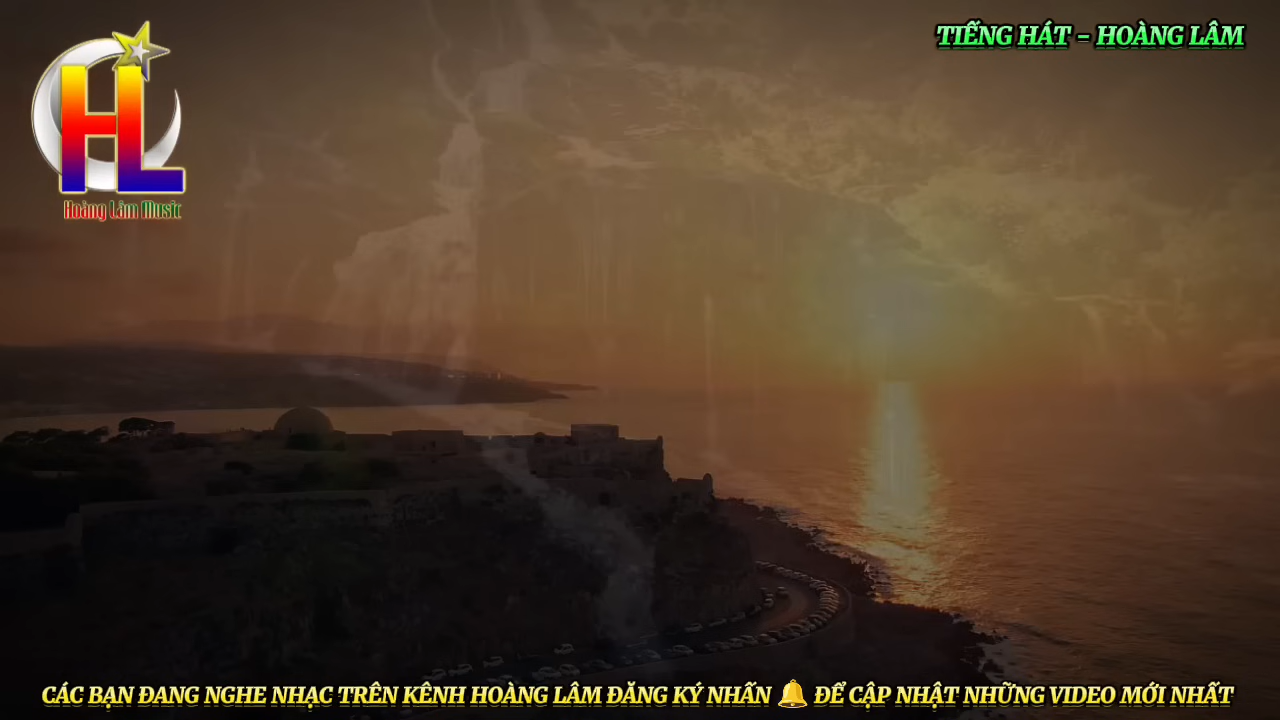 TIẾNG HÁT - HOÀNG LÂM
HL
Hoàng Lâm Music
CÁC BẠN ĐANG NGHE NHẠC TRÊN KÊNH HOÀNG LÂM ĐĂNG KÝ NHẤN 🔔 ĐỂ CẬP NHẬT NHỮNG VIDEO MỚI NHẤT